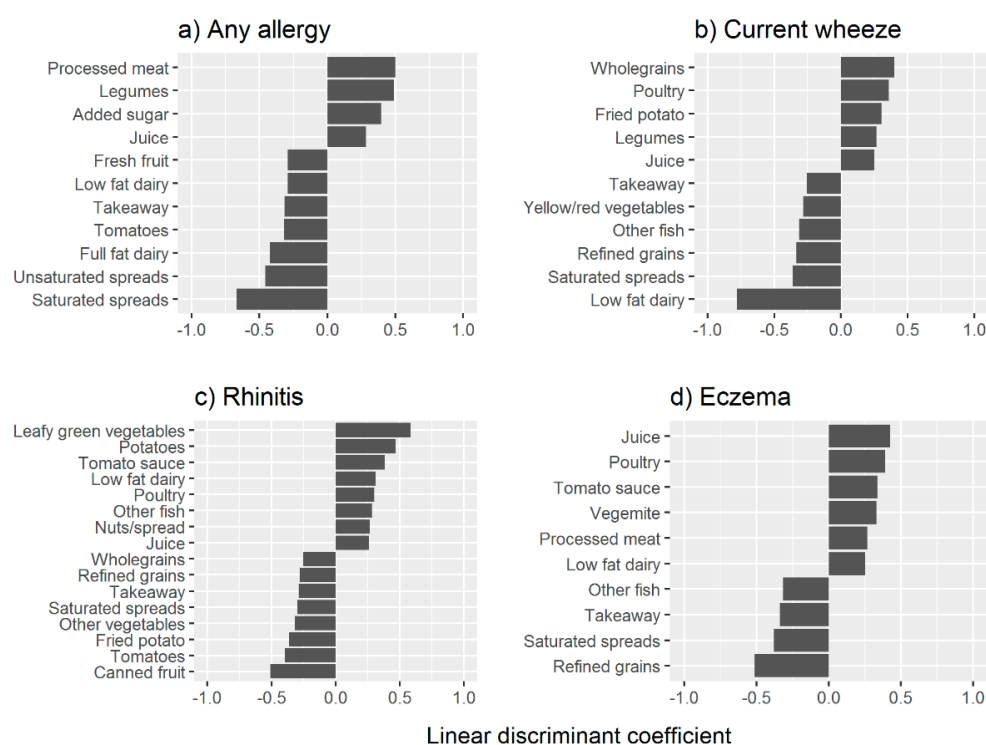 a) Any allergy
Processed meat
Legumes
Added sugar
Juice
Fresh fruit
Low fat dairy
Takeaway
Tomatoes
Full fat dairy
Unsaturated spreads
Saturated spreads
-1.0 -0.5 0.0 0.5 1.0
b) Current wheeze
Wholegrains
Poultry
Fried potato
Legumes
Juice
Takeaway
Yellow/red vegetables
Other fish
Refined grains
Saturated spreads
Low fat dairy
-1.0 -0.5 0.0 0.5 1.0
c) Rhinitis
Leafy green vegetables
Potatoes
Tomato sauce
Low fat dairy
Poultry
Other fish
Nuts/spread
Juice
Wholegrains
Refined grains
Takeaway
Saturated spreads
Other vegetables
Fried potato
Tomatoes
Canned fruit
-1.0 -0.5 0.0 0.5 1.0
d) Eczema
Juice
Poultry
Tomato sauce
Vegemite
Processed meat
Low fat dairy
Other fish
Takeaway
Saturated spreads
Refined grains
-1.0 -0.5 0.0 0.5 1.0
Linear discriminant coefficient